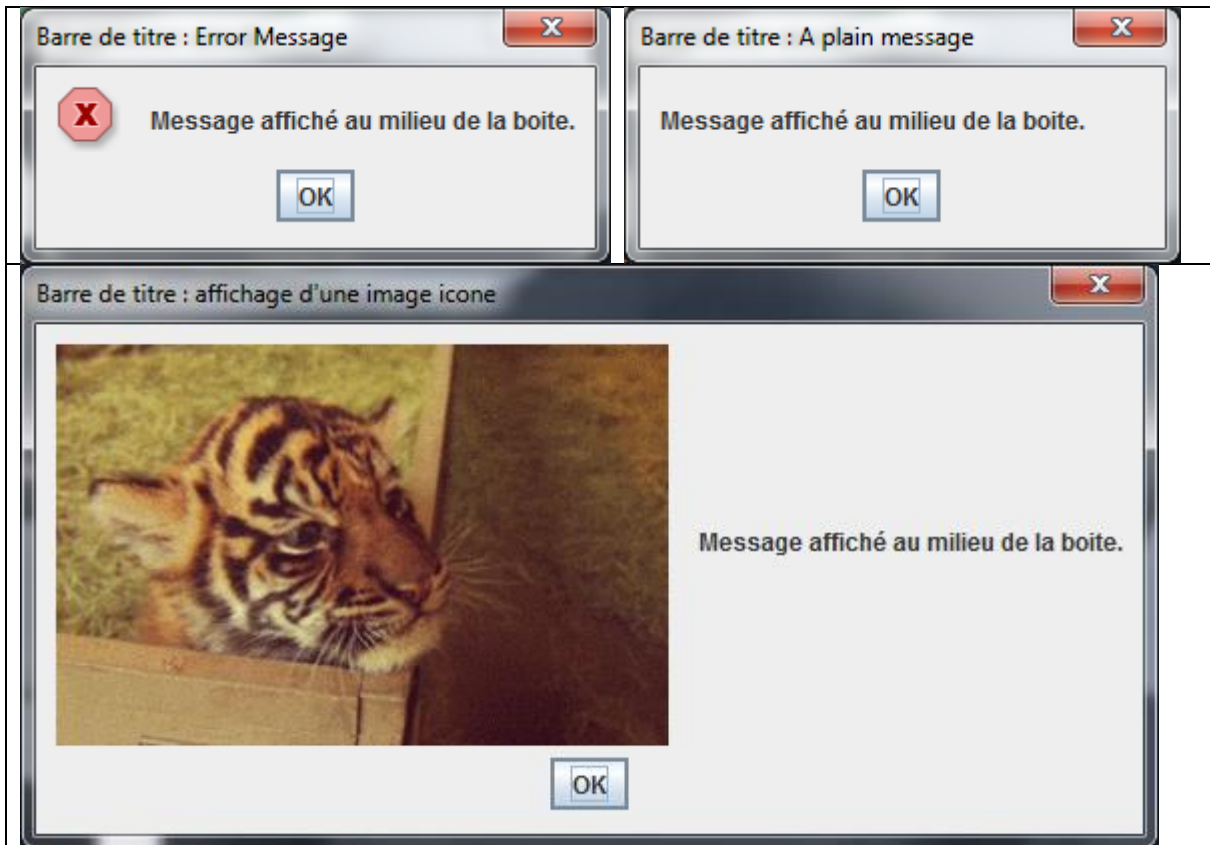 Barre de titre : Error Message
X
Message affiché au milieu de la boite.
OK
Barre de titre : A plain message
Message affiché au milieu de la boite.
OK
Barre de titre : affichage d'une image icone
Message affiché au milieu de la boite.
OK